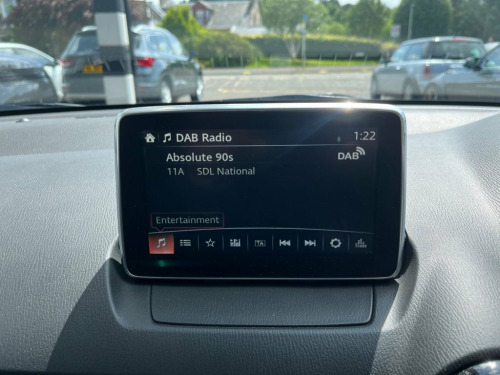 DAB Radio 1:22
Absolute 90s DAB
11A SDL National
Entertainment
TA